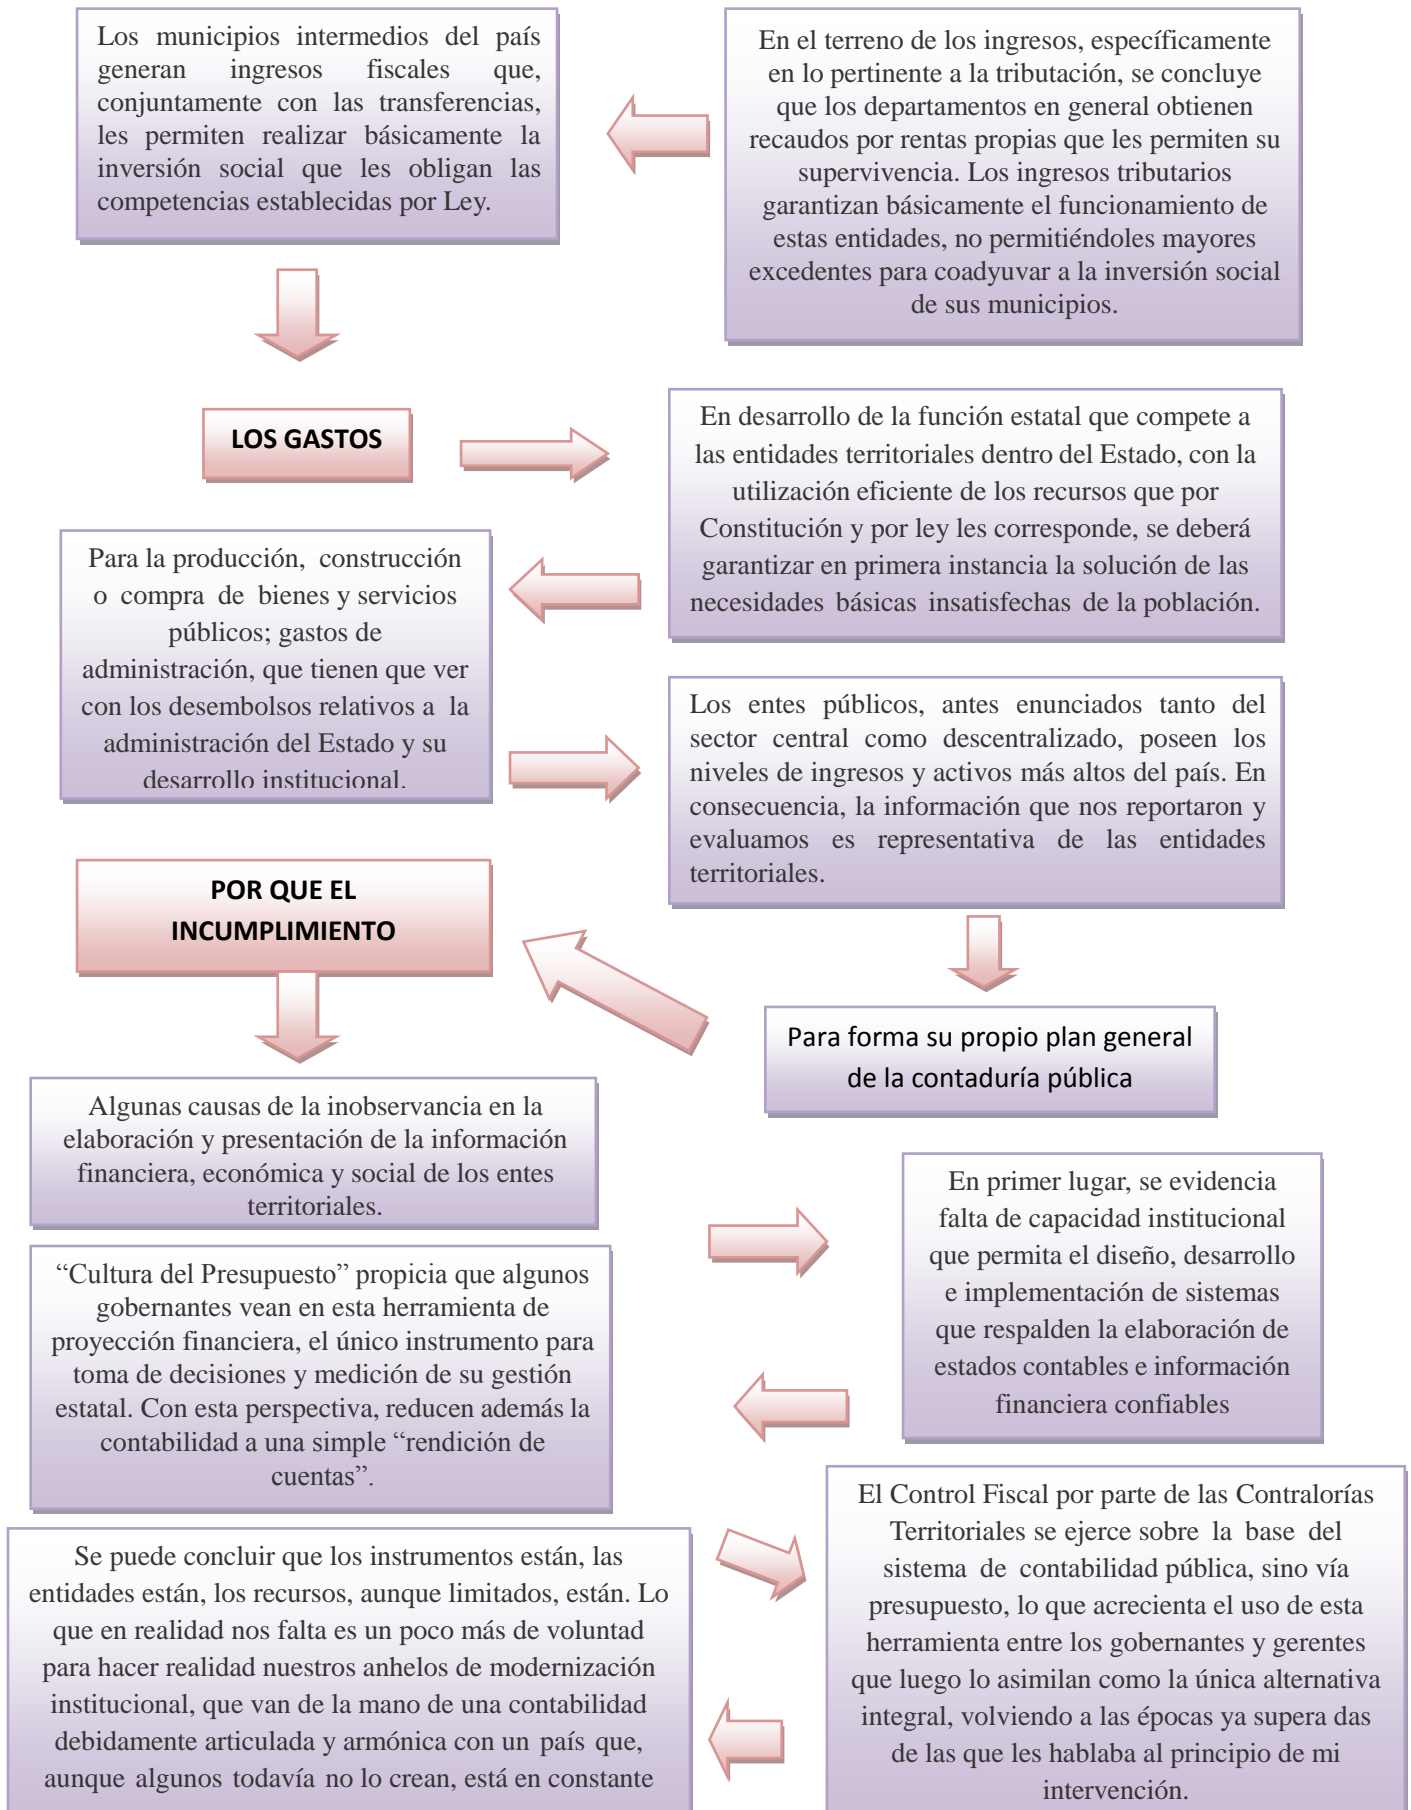 Los municipios intermedios del país
generan ingresos fiscales que,
conjuntamente con las transferencias,
les permiten realizar básicamente la
inversión social que les obligan las
competencias establecidas por Ley.
En el terreno de los ingresos, específicamente
en lo pertinente a la tributación, se concluye
que los departamentos en general obtienen
recaudos por rentas propias que les permiten su
supervivencia. Los ingresos tributarios
garantizan básicamente el funcionamiento de
estas entidades, no permitiéndoles mayores
excedentes para coadyuvar a la inversión social
de sus municipios.
LOS GASTOS
En desarrollo de la función estatal que compete a
las entidades territoriales dentro del Estado, con la
utilización eficiente de los recursos que por
Constitución y por ley les corresponde, se deberá
garantizar en primera instancia la solución de las
necesidades básicas insatisfechas de la población.
Para la producción, construcción
o compra de bienes y servicios
públicos; gastos de
administración, que tienen que ver
con los desembolsos relativos a la
administración del Estado y su
desarrollo institucional.
Los entes públicos, antes enunciados tanto del
sector central como descentralizado, poseen los
niveles de ingresos y activos más altos del país. En
consecuencia, la información que nos reportaron y
evaluamos es representativa de las entidades
territoriales.
POR QUE EL
INCUMPLIMIENTO
Para forma su propio plan general
de la contaduría pública
Algunas causas de la inobservancia en la
elaboración y presentación de la información
financiera, económica y social de los entes
territoriales.
En primer lugar, se evidencia
falta de capacidad institucional
que permita el diseño, desarrollo
e implementación de sistemas
que respalden la elaboración de
estados contables e información
financiera confiables
“Cultura del Presupuesto” propicia que algunos
gobernantes vean en esta herramienta de
proyección financiera, el único instrumento para
toma de decisiones y medición de su gestión
estatal. Con esta perspectiva, reducen además la
contabilidad a una simple “rendición de
cuentas”.
El Control Fiscal por parte de las Contralorías
Territoriales se ejerce sobre la base del
sistema de contabilidad pública, sino vía
presupuesto, lo que acrecienta el uso de esta
herramienta entre los gobernantes y gerentes
que luego lo asimilan como la única alternativa
integral, volviendo a las épocas ya supera das
de las que les hablaba al principio de mi
intervención.
Se puede concluir que los instrumentos están, las
entidades están, los recursos, aunque limitados, están. Lo
que en realidad nos falta es un poco más de voluntad
para hacer realidad nuestros anhelos de modernización
institucional, que van de la mano de una contabilidad
debidamente articulada y armónica con un país que,
aunque algunos todavía no lo crean, está en constante